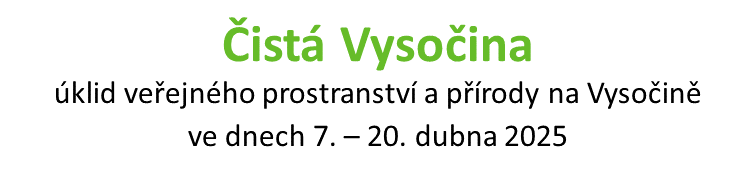 Čistá Vysočina
úklid veřejného prostranství a přírody na Vysočině
ve dnech 7. – 20. dubna 2025